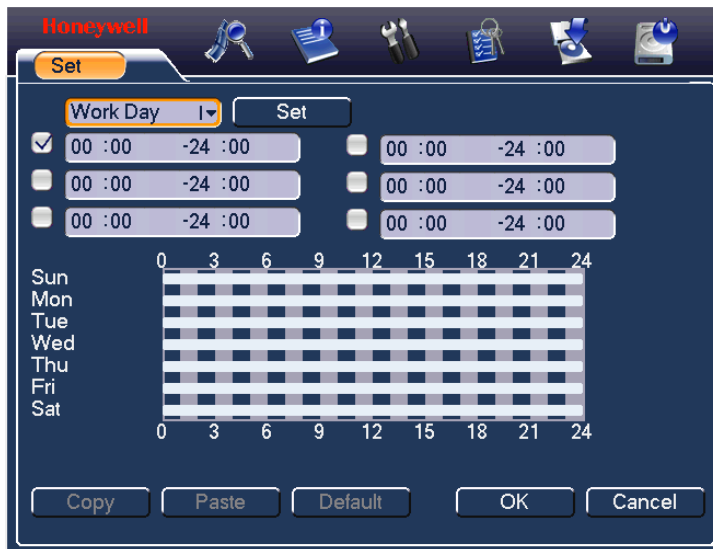 Honeywell
Set
Work Day Set
00 :00 -24 :00 00 :00 -24 :00
00 :00 -24 :00 00 :00 -24 :00
00 :00 -24 :00 00 :00 -24 :00
0 3 6 9 12 15 18 21 24
Sun
Mon
Tue
Wed
Thu
Fri
Sat
0 3 6 9 12 15 18 21 24
Copy Paste Default OK Cancel